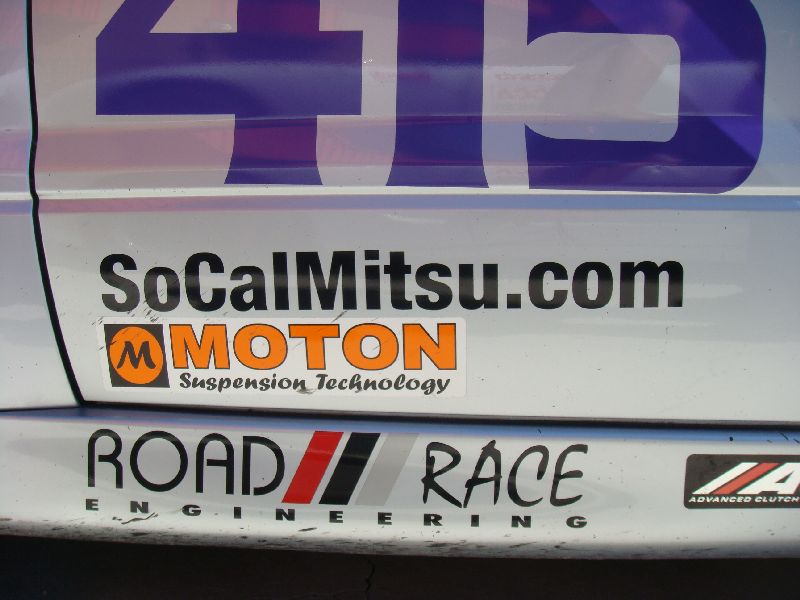 SoCalMitsu.com
M MOTON
Suspension Technology
ROAD RACE
ENGINEERING
ADVANCED CLUTCH